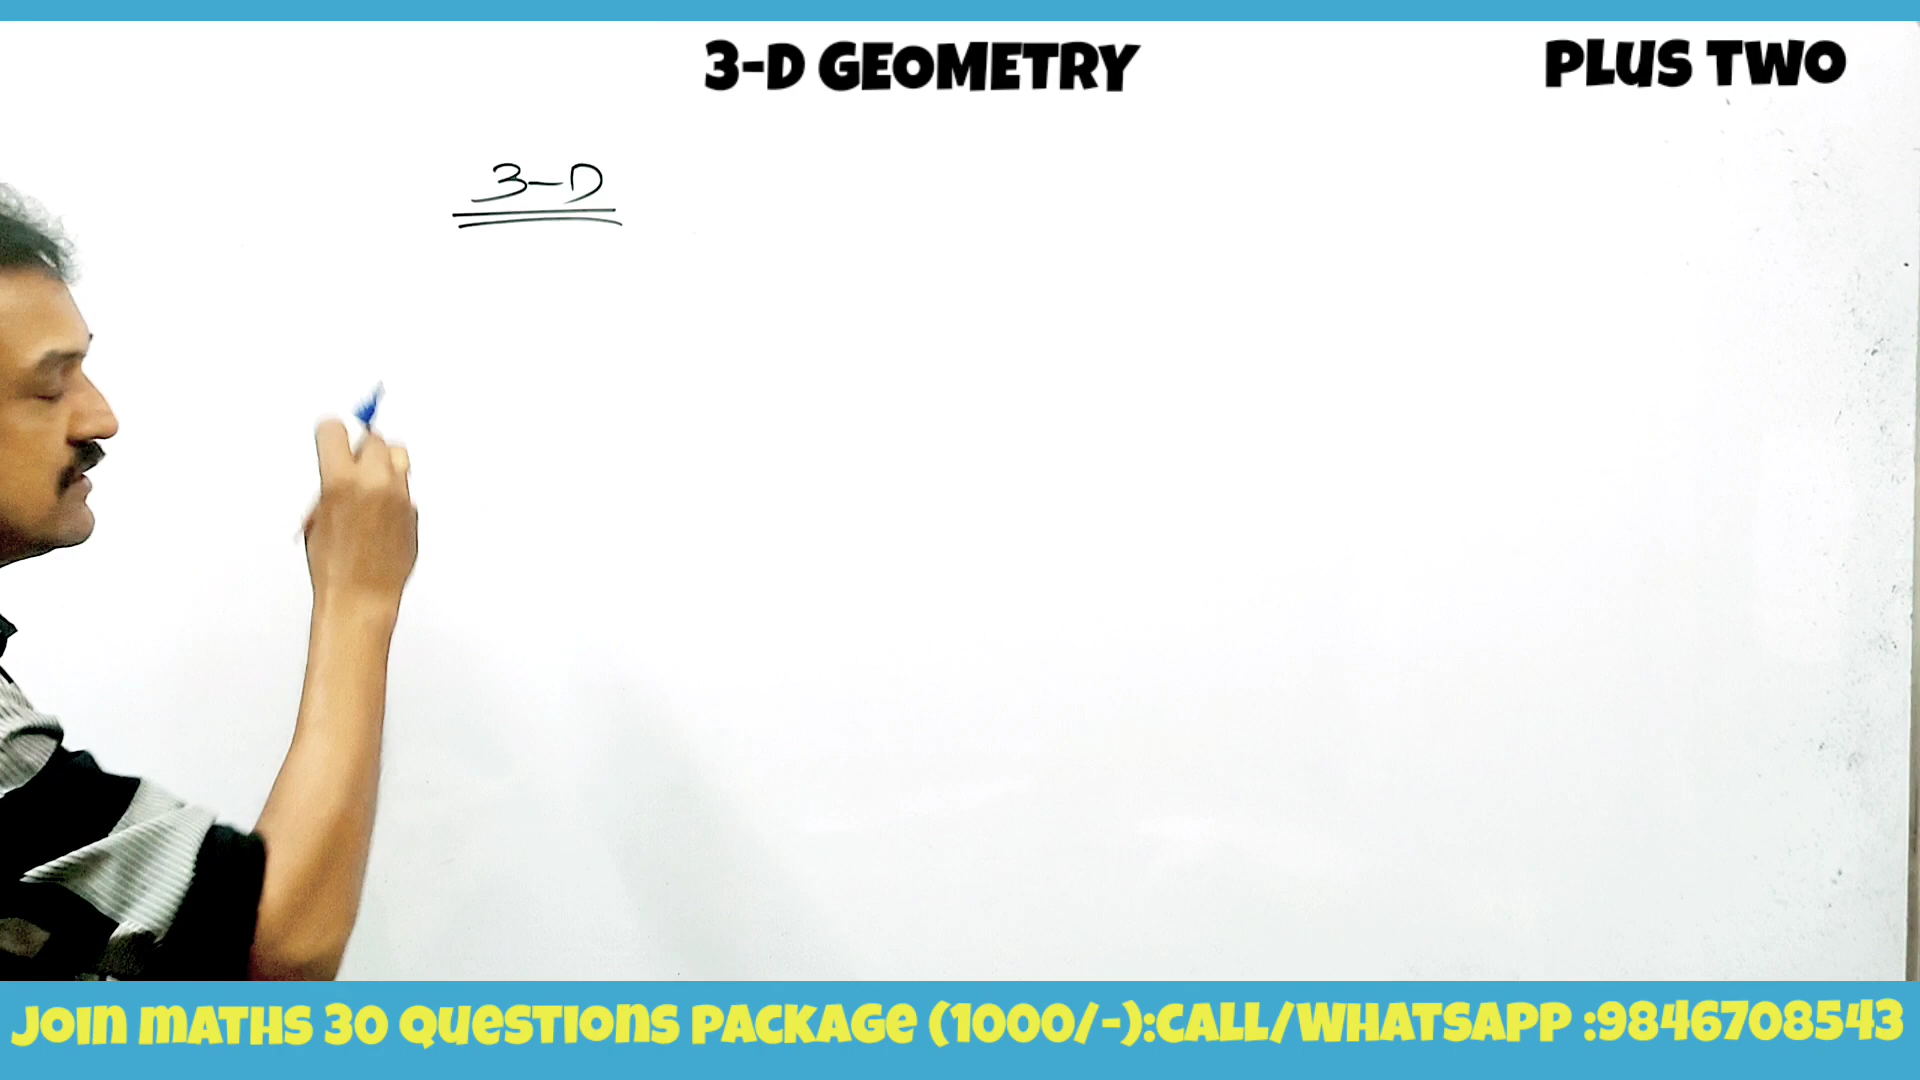 3-D GEOMETRY
PLUS TWO
3-D
JOIN MATHS 30 QUESTIONS PACKAGE (1000/-):CALL/WHATSAPP :9846708543